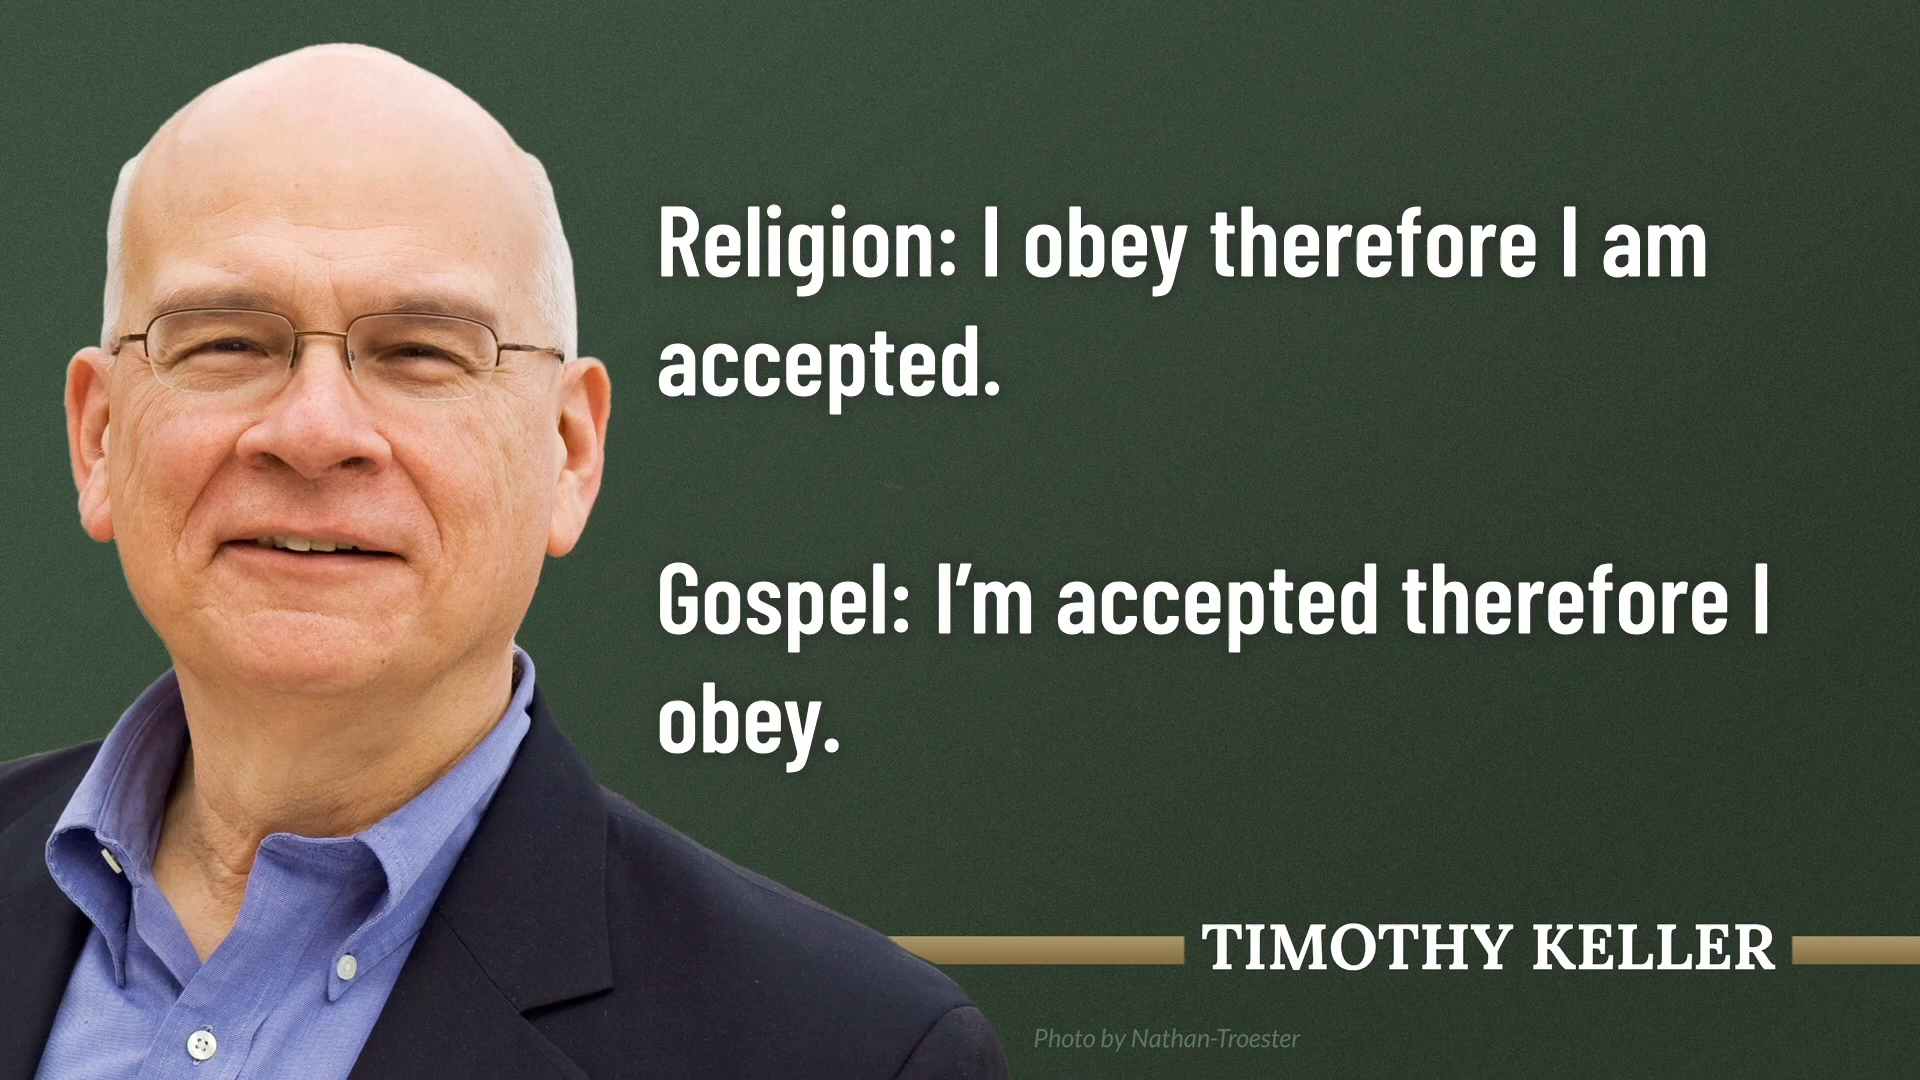 Religion: I obey therefore I am
accepted.
Gospel: I’m accepted therefore I
obey.
TIMOTHY KELLER
Photo by Nathan-Troester